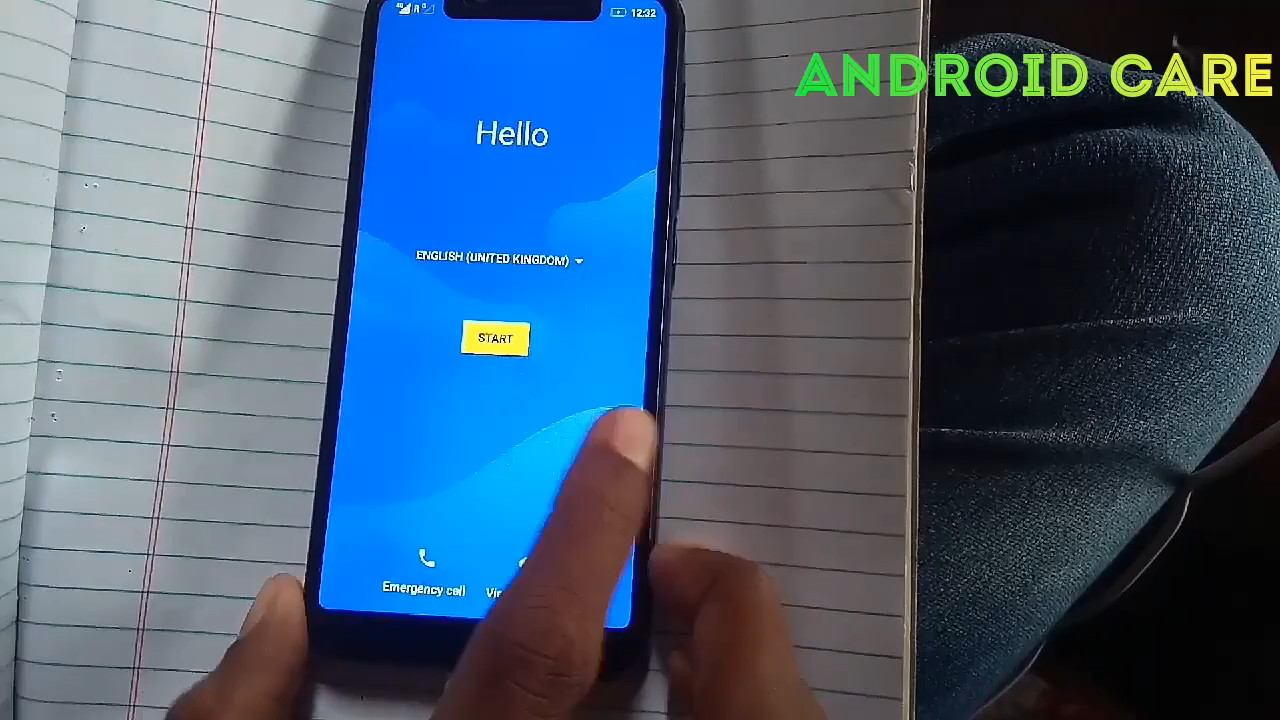 12:32
ANDROID CARE
Hello
ENGLISH (UNITED KINGDOM)
START
Emergency call